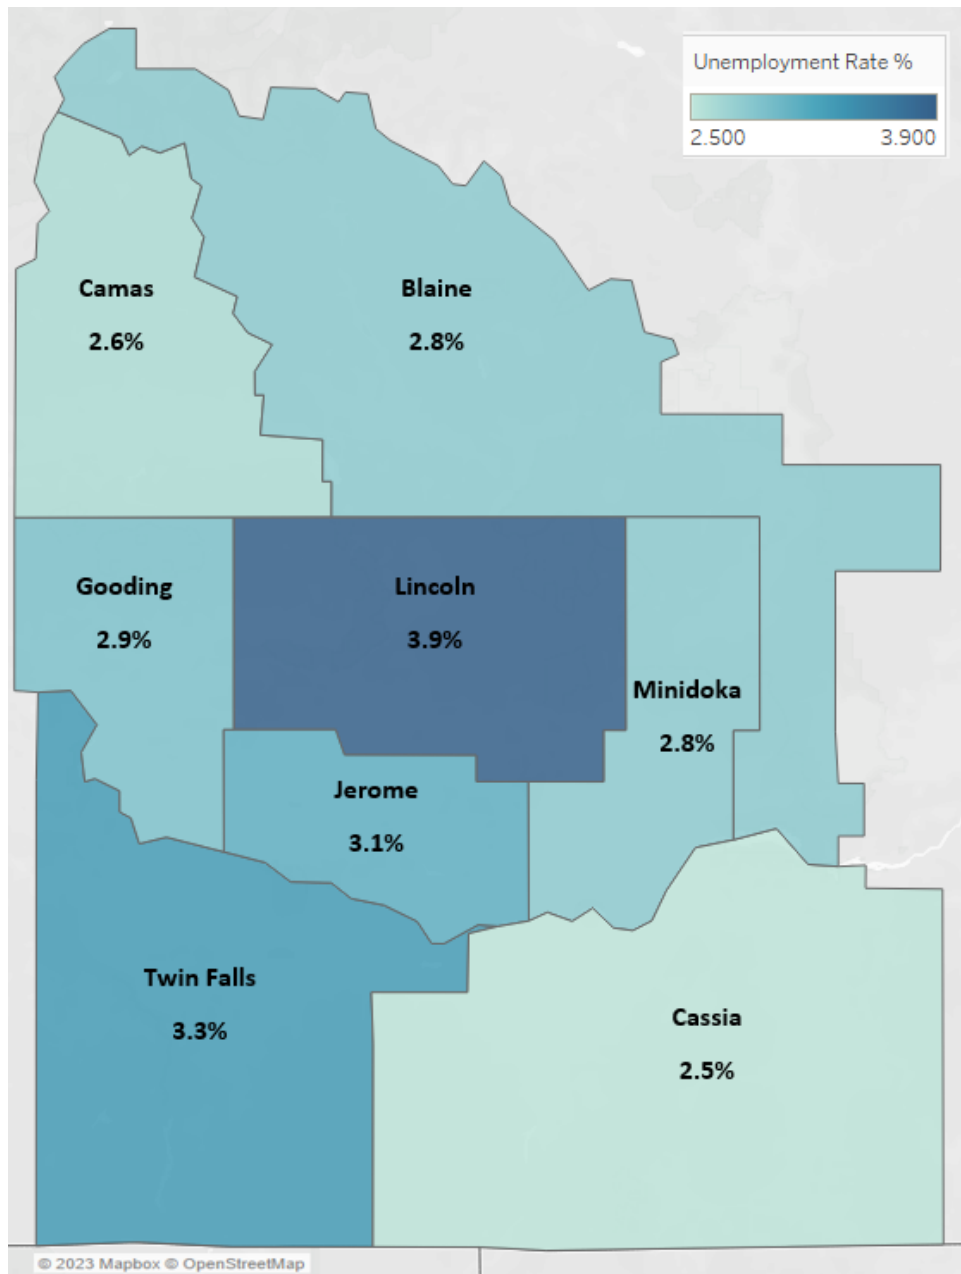 Unemployment Rate %
2.500 3.900
Camas
2.6%
Blaine
2.8%
Gooding
2.9%
Lincoln
3.9%
Minidoka
2.8%
Jerome
3.1%
Twin Falls
3.3%
Cassia
2.5%
© 2023 Mapbox © OpenStreetMap